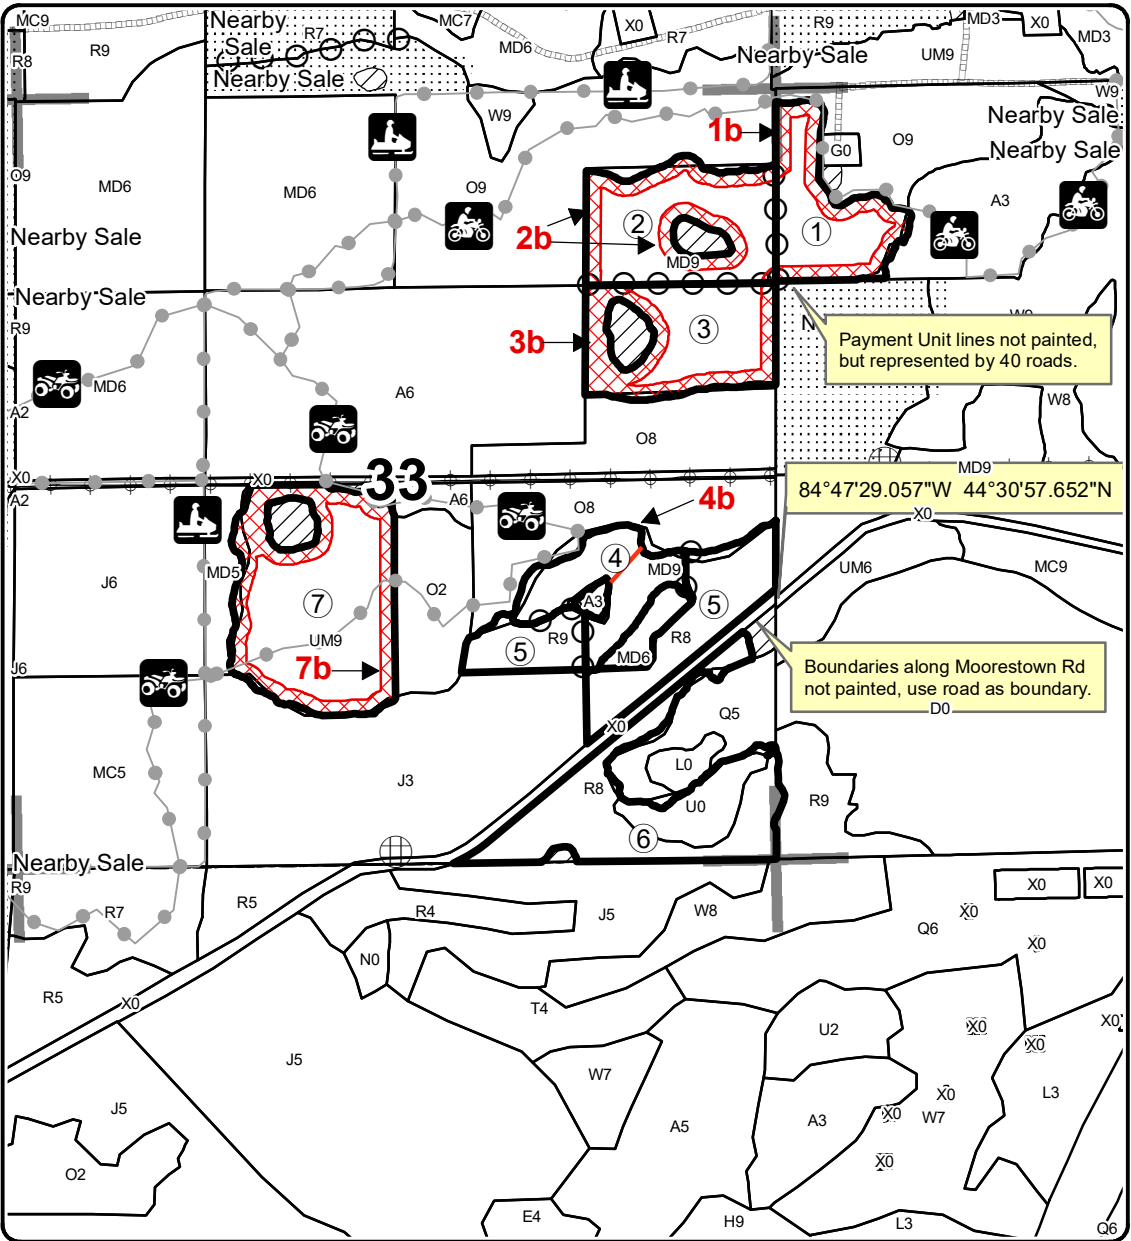 MC9
R9
R8
Nearby
Sale
R7
Nearby Sale
MC7
MD6
X0
R7
R9
MD3
X0
MD3
Nearby Sale
UM9
W9
W9
Nearby Sale
1b
G0
O9
Nearby Sale
O9
MD6
MD6
O9
A3
Nearby Sale
2b
2
1
MD9
Nearby Sale
R9
3b
3
N
Payment Unit lines not painted,
but represented by 40 roads.
MD6
A6
W8
A2
O8
X0
X0
33
MD9
A2
A6
O8
4b
84°47'29.057"W 44°30'57.652"N
X0
J6
MD5
4
MD9
UM6
MC9
O2
A3
7
5
UM9
R9
R8
5
J6
7b
MD6
Boundaries along Moorestown Rd
not painted, use road as boundary.
D0
X0
Q5
MC5
J3
L0
R8
U0
R9
6
Nearby Sale
R9
R7
R5
R4
J5
W8
X0
X0
X0
Q6
X0
N0
R5
X0
T4
U2
X0
X0
X0
J5
W7
X0
L3
J5
A5
A3
X0
W7
X0
O2
E4
H9
L3
Q6